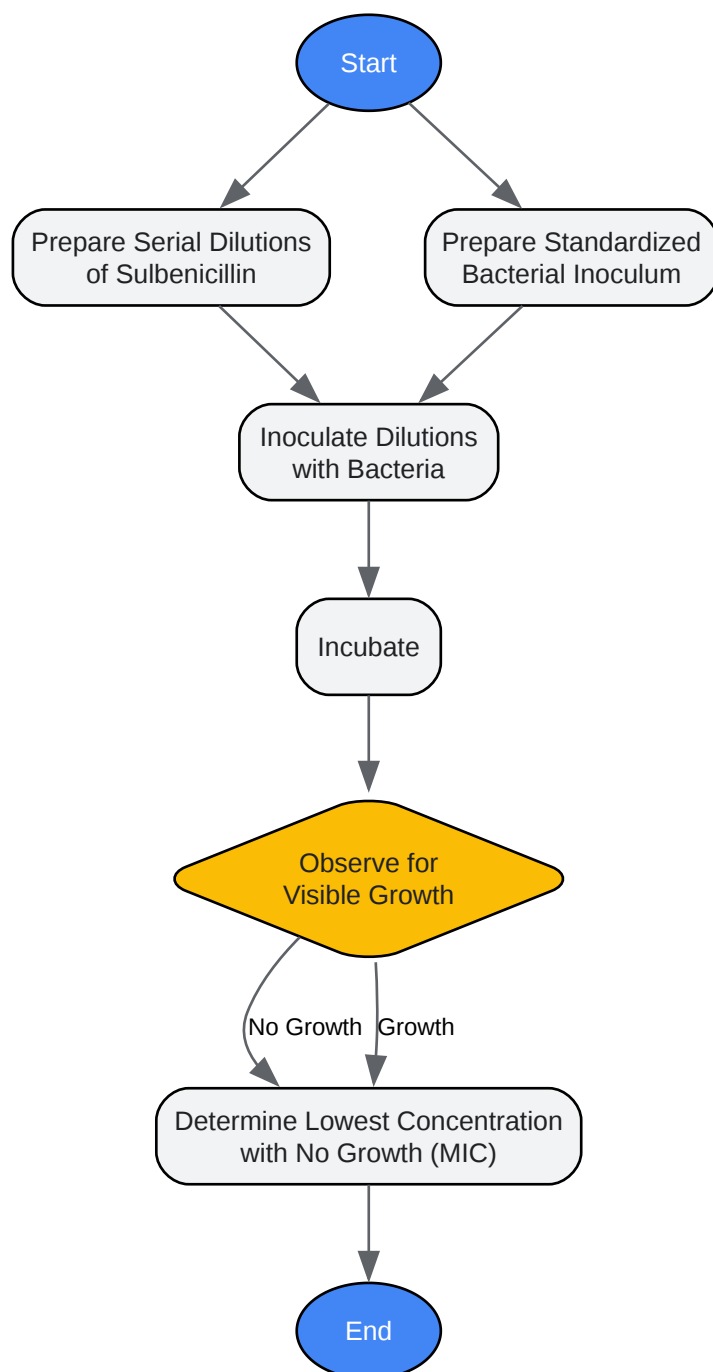 Start
Prepare Serial Dilutions
of Sulbenicillin
Prepare Standardized
Bacterial Inoculum
Inoculate Dilutions
with Bacteria
Incubate
Observe for
Visible Growth
No Growth
Growth
Determine Lowest Concentration
with No Growth (MIC)
End